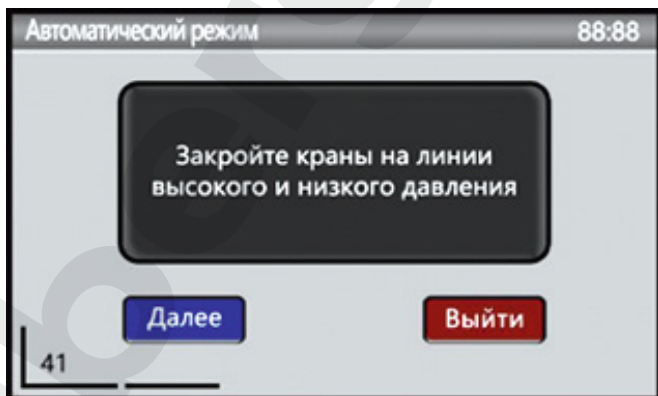 Автоматический режим 88:88
Закройте краны на линии
высокого и низкого давления
Далее Выйти
41